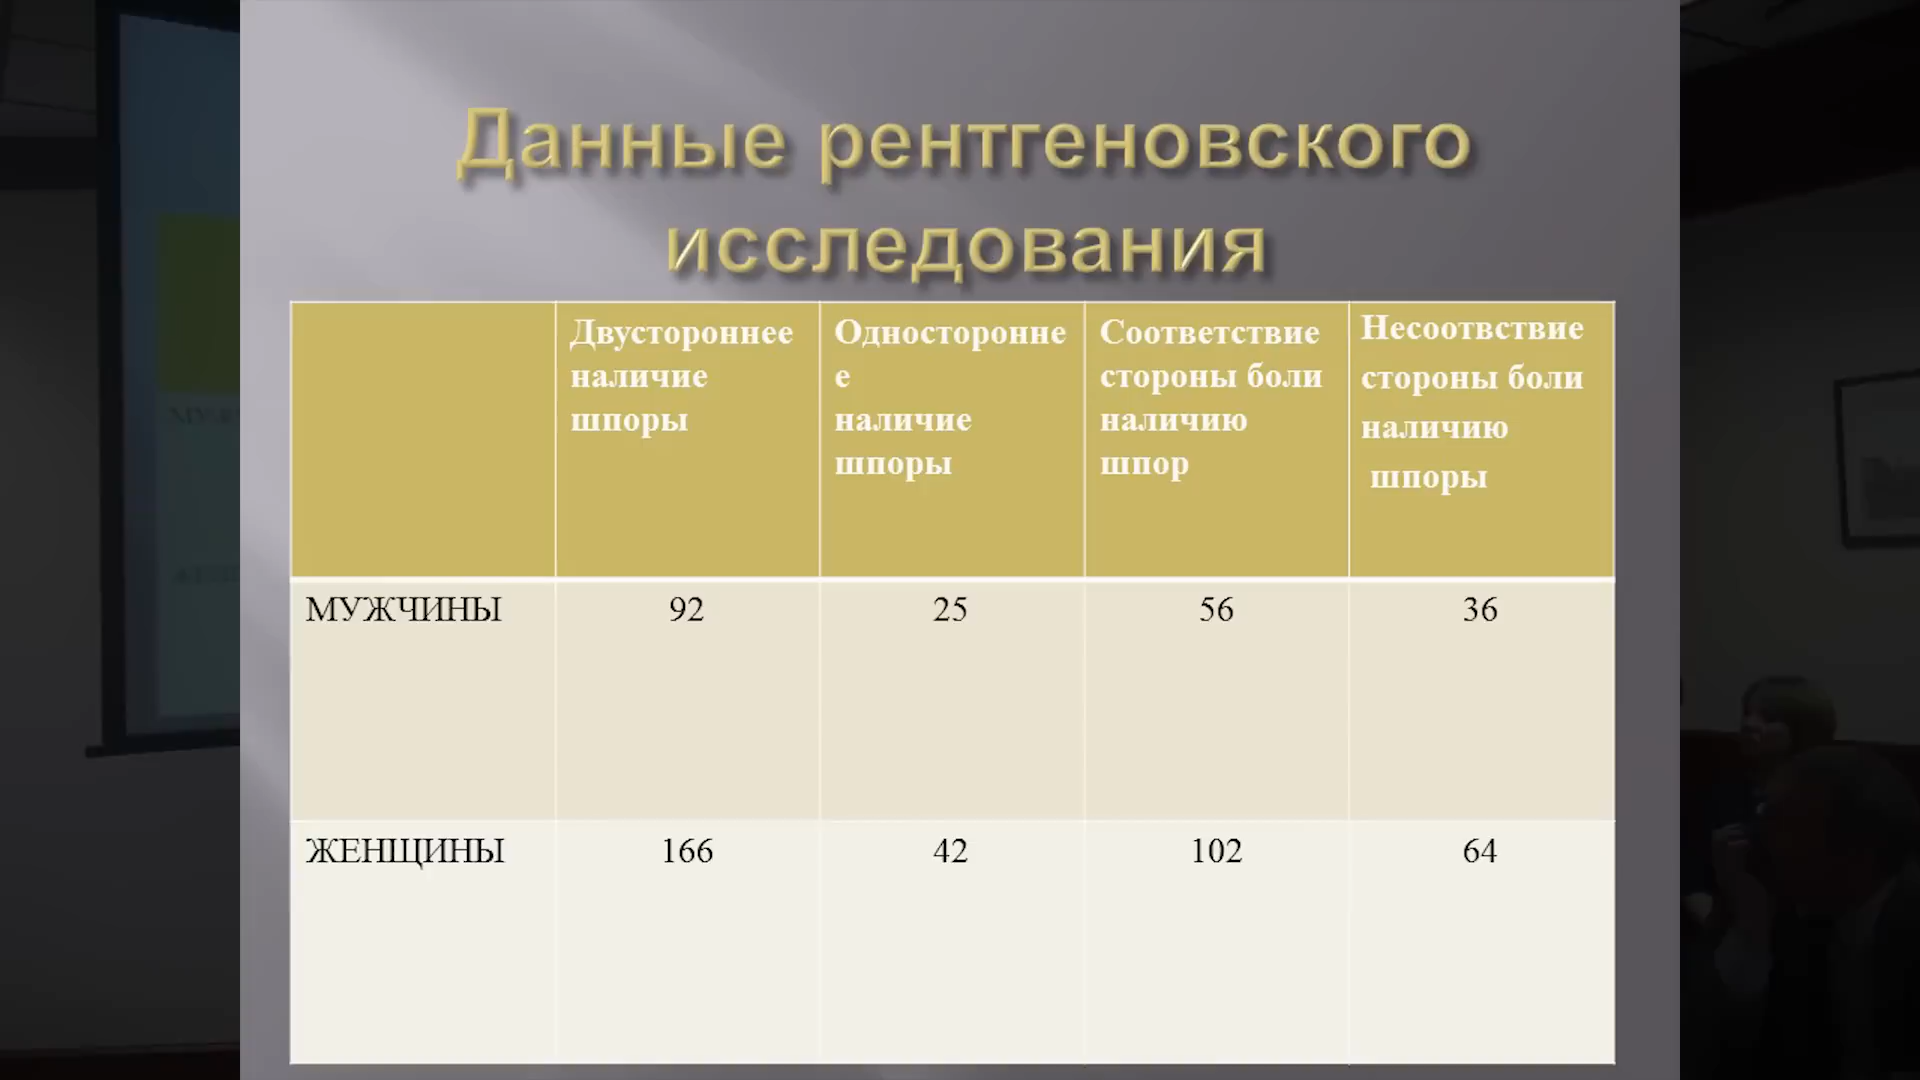 Данные рентгеновского
исследования
Двустороннее
наличие
шпоры
Односторонне
е
наличие
шпоры
Соответствие
стороны боли
наличию
шпор
Несоотвствие
стороны боли
наличию
шпоры
МУЖЧИНЫ 92 25 56 36
ЖЕНЩИНЫ 166 42 102 64